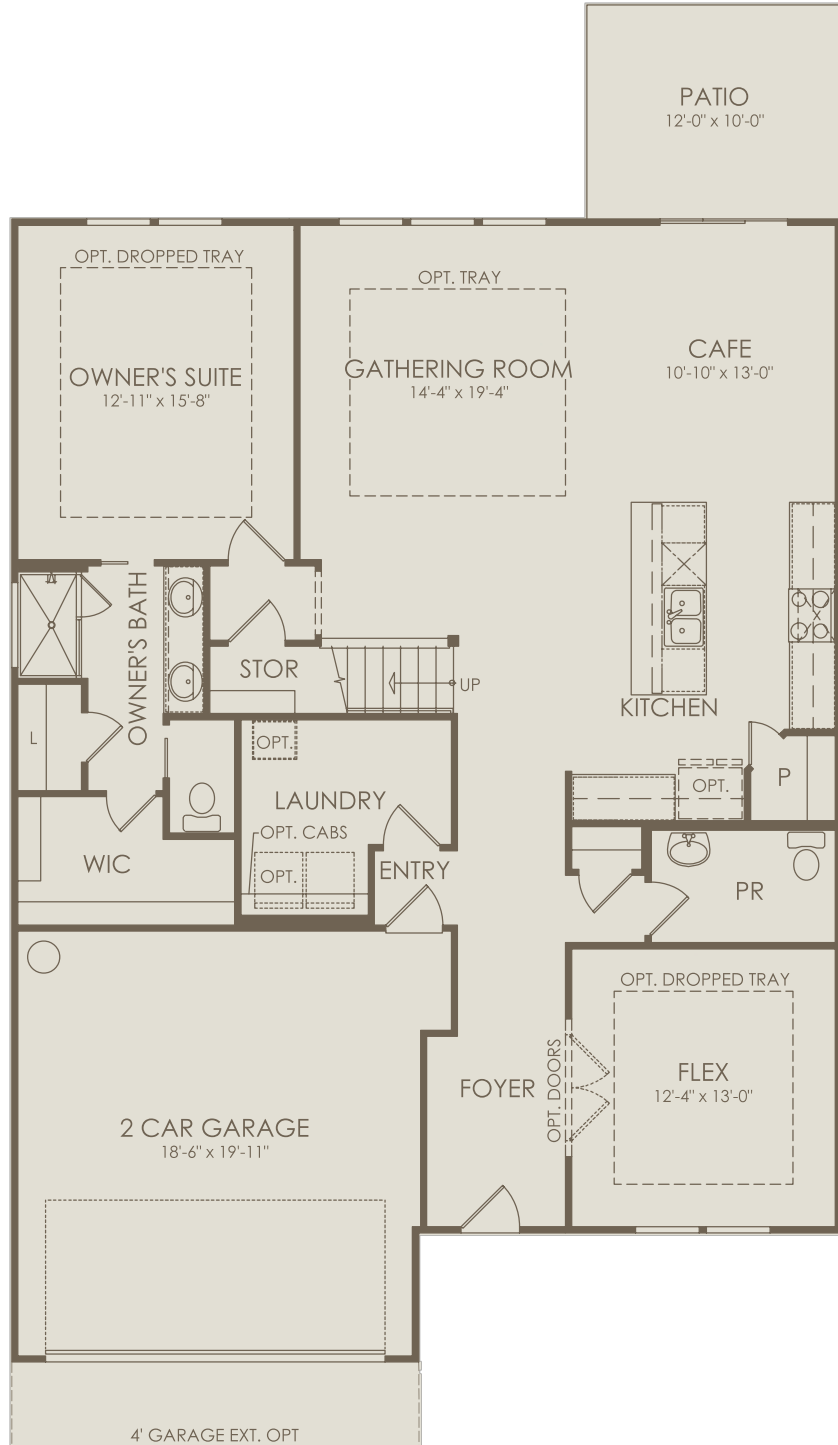 PATIO
12'-0" x 10'-0"
OPT. DROPPED TRAY
OPT. TRAY
OWNER'S SUITE
12'-11" x 15'-8"
GATHERING ROOM
14'-4" x 19'-4"
CAFE
10'-10" x 13'-0"
OWNER'S BATH
STOR
UP
KITCHEN
L
OPT.
OPT.
P
LAUNDRY
OPT. CABS
WIC
OPT.
ENTRY
PR
OPT. DROPPED TRAY
FLEX
12'-4" x 13'-0"
FOYER
OPT. DOORS
2 CAR GARAGE
18'-6" x 19'-11"
4' GARAGE EXT. OPT